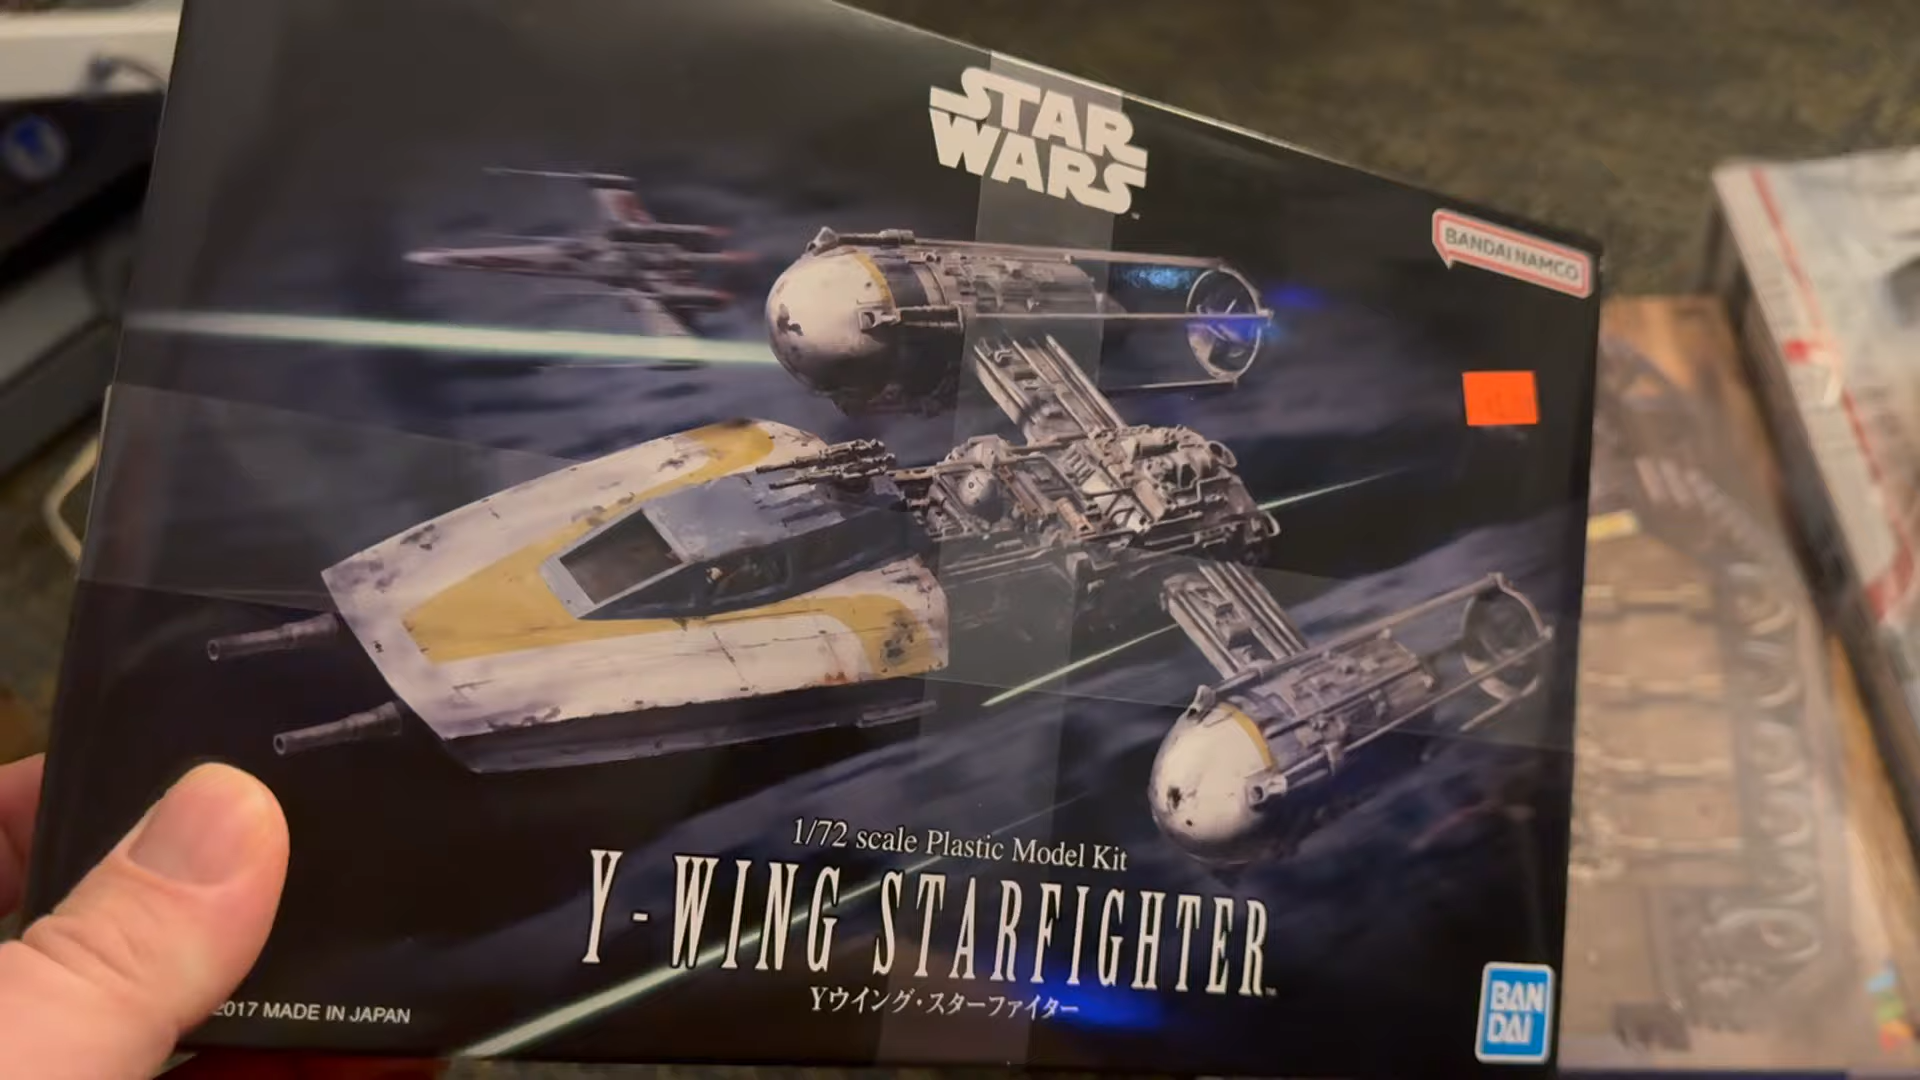 STAR
WARS
BANDAI NAMCO
1/72 scale Plastic Model Kit
Y-WING STARFIGHTER™
Yウイング・スターファイター
2017 MADE IN JAPAN
BAN
DAI